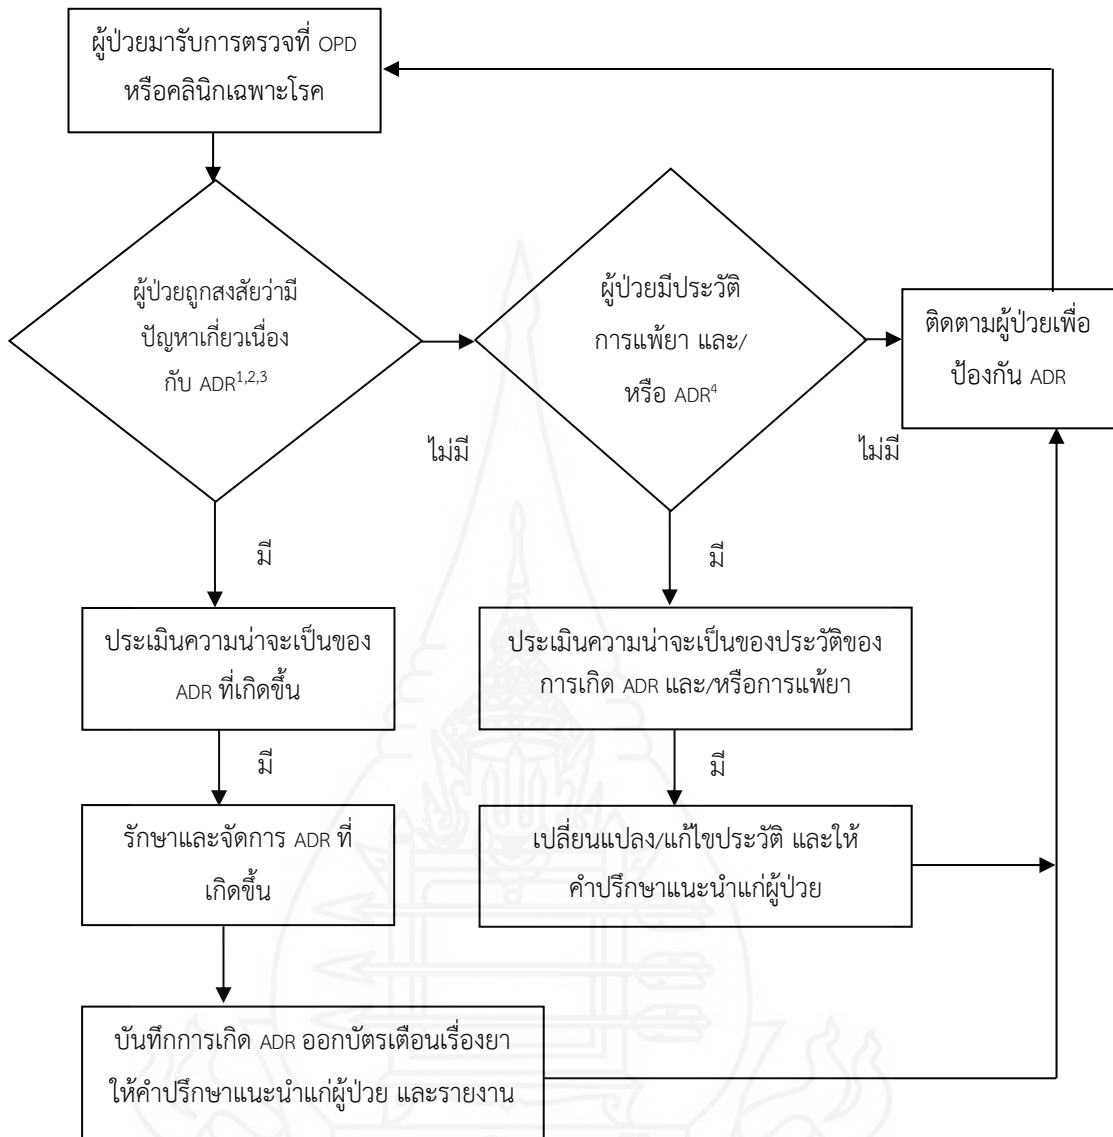 ผู้ป่วยมารับการตรวจที่ OPD
หรือคลินิกเฉพาะโรค
ผู้ป่วยถูกสงสัยว่ามี
ปัญหาเกี่ยวเนื่อง
กับ ADR1,2,3
ไม่มี
ผู้ป่วยมีประวัติ
การแพ้ยา และ/
หรือ ADR4
ไม่มี
ติดตามผู้ป่วยเพื่อ
ป้องกัน ADR
มี
มี
ประเมินความน่าจะเป็นของ
ADR ที่เกิดขึ้น
ประเมินความน่าจะเป็นของประวัติของ
การเกิด ADR และ/หรือการแพ้ยา
มี
มี
รักษาและจัดการ ADR ที่
เกิดขึ้น
เปลี่ยนแปลง/แก้ไขประวัติ และให้
คำปรึกษาแนะนำแก่ผู้ป่วย
บันทึกการเกิด ADR ออกบัตรเตือนเรื่องยา
ให้คำปรึกษาแนะนำแก่ผู้ป่วย และรายงาน